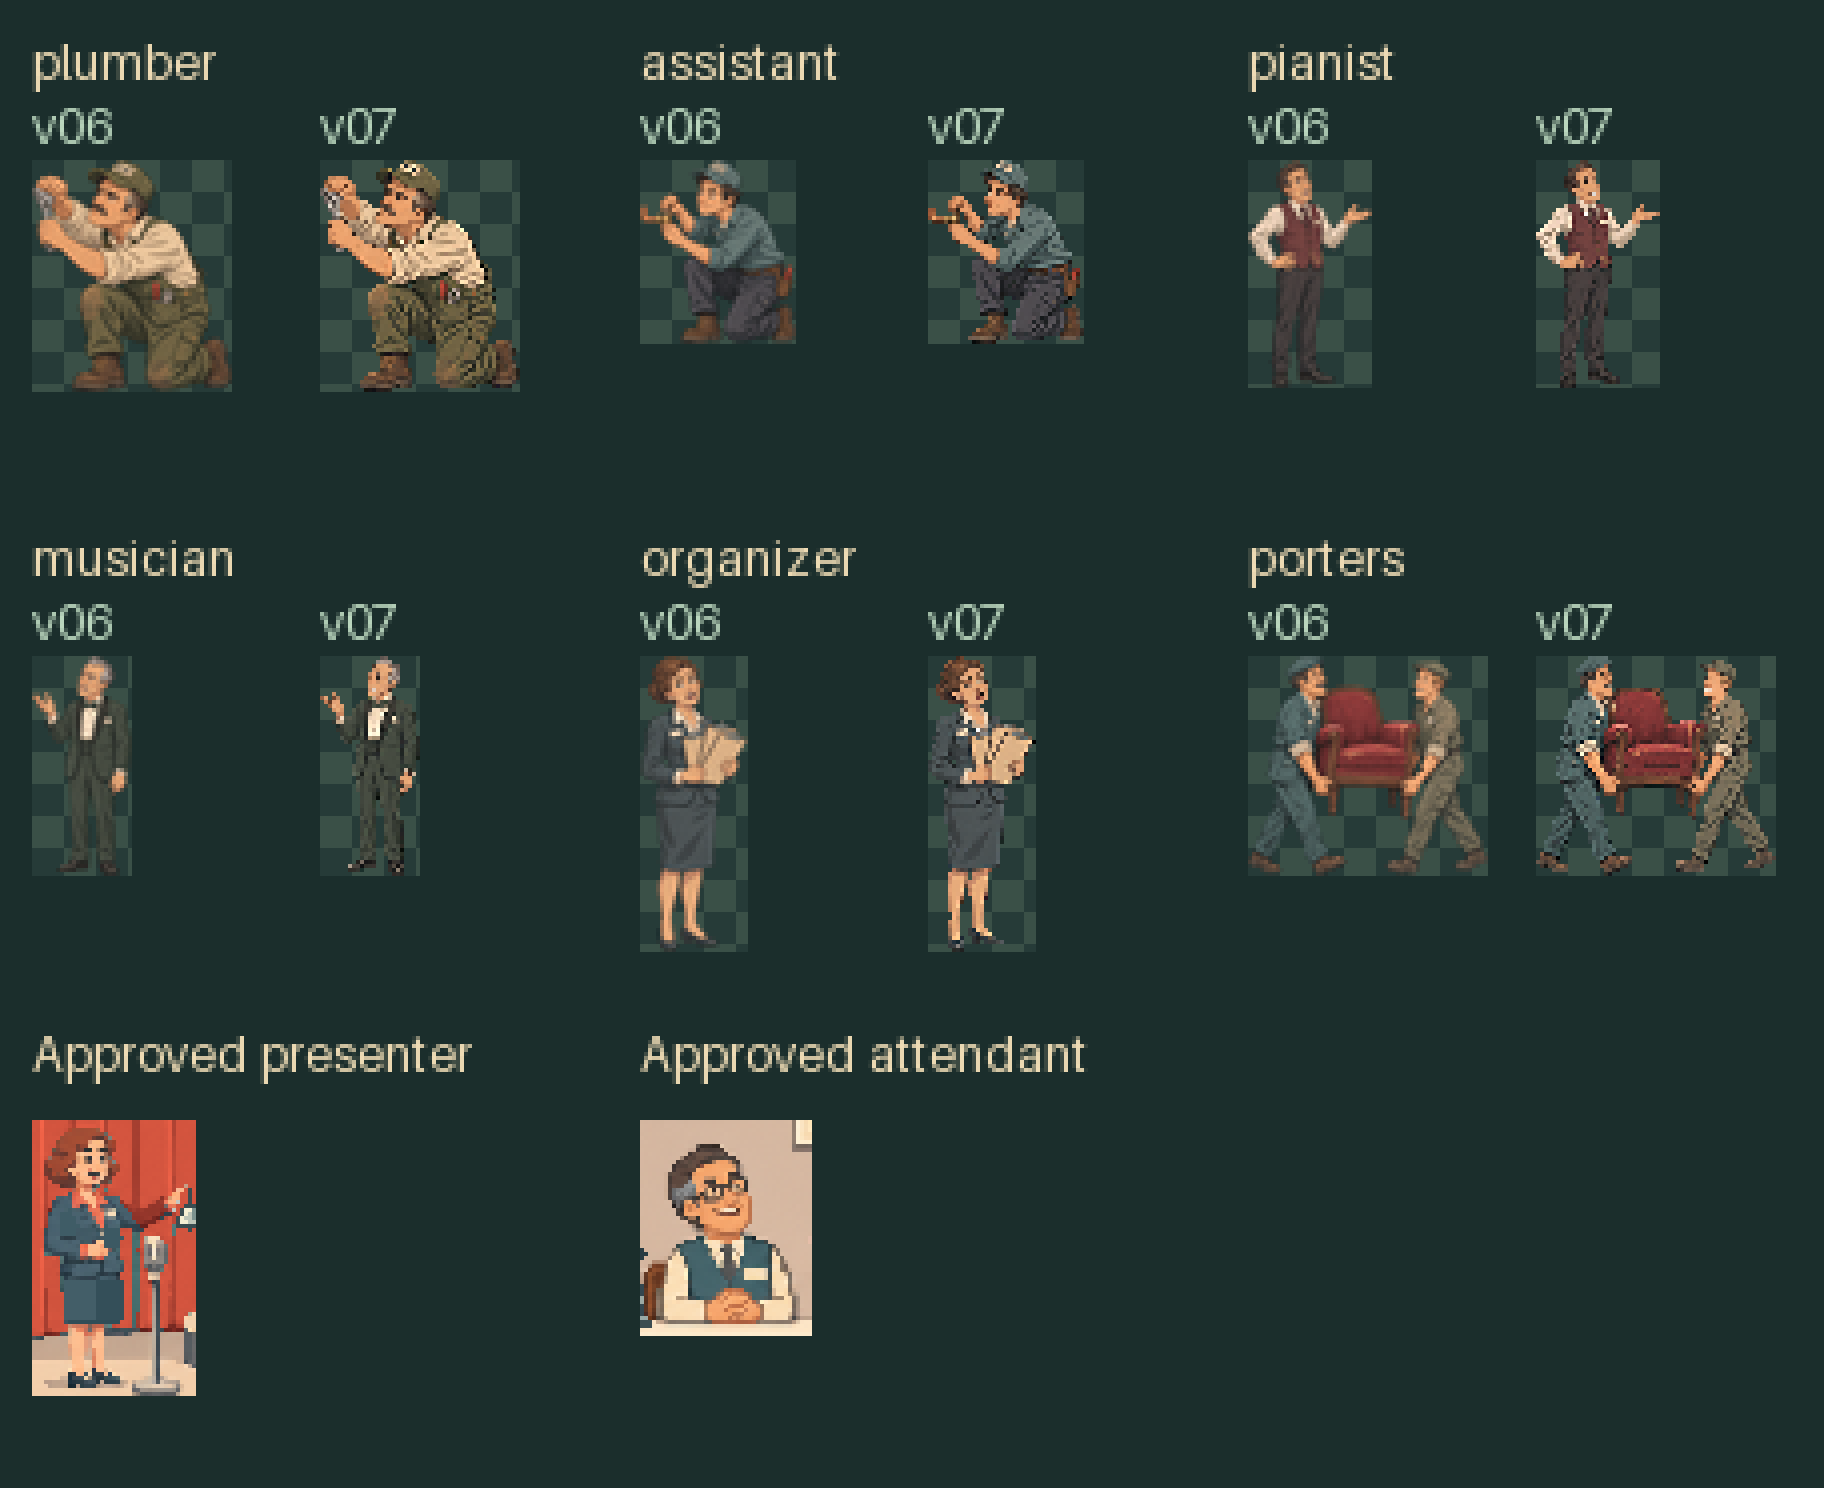 plumber
assistant
pianist
v06
v07
v06
v07
v06
v07
musician
organizer
porters
v06
v07
v06
v07
v06
v07
Approved presenter
Approved attendant